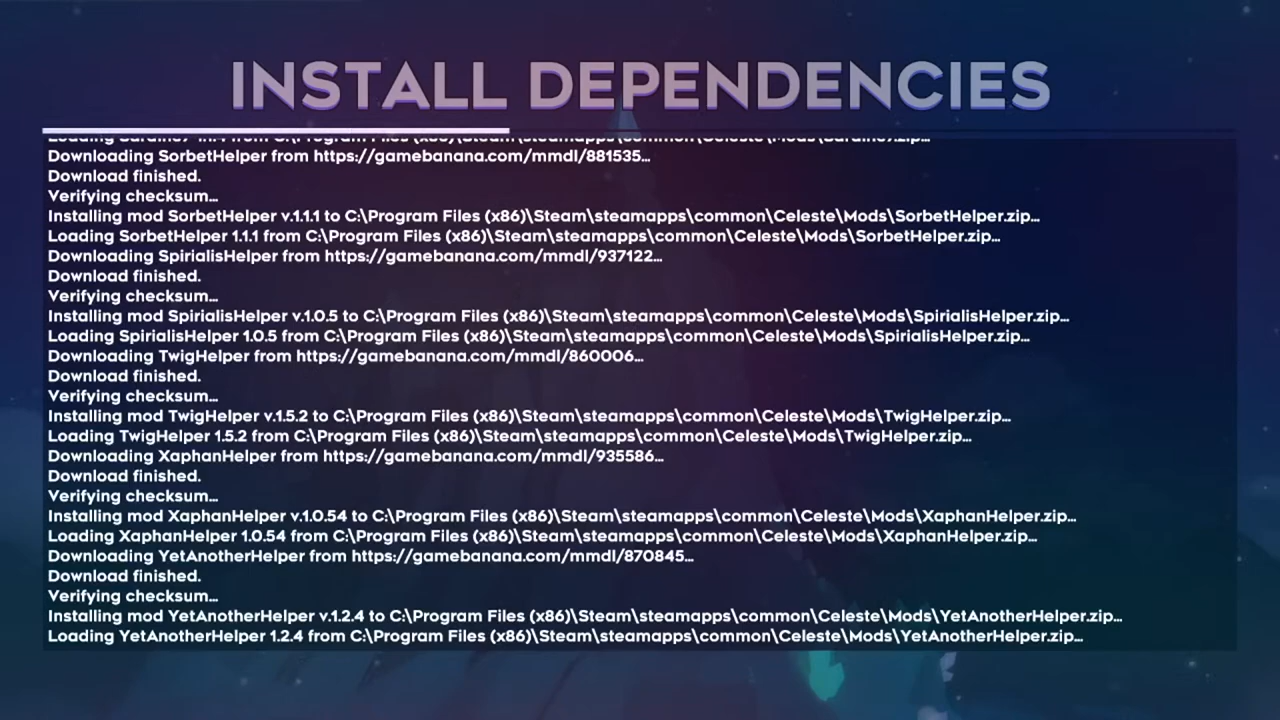 INSTALL DEPENDENCIES
Downloading SorbetHelper from https://gamebanana.com/mmdl/881535...
Download finished.
Verifying checksum...
Installing mod SorbetHelper v.1.1.1 to C:\Program Files (x86)\Steam\steamapps\common\Celeste\Mods\SorbetHelper.zip...
Loading SorbetHelper 1.1.1 from C:\Program Files (x86)\Steam\steamapps\common\Celeste\Mods\SorbetHelper.zip...
Downloading SpirialisHelper from https://gamebanana.com/mmdl/937122...
Download finished.
Verifying checksum...
Installing mod SpirialisHelper v.1.0.5 to C:\Program Files (x86)\Steam\steamapps\common\Celeste\Mods\SpirialisHelper.zip...
Loading SpirialisHelper 1.0.5 from C:\Program Files (x86)\Steam\steamapps\common\Celeste\Mods\SpirialisHelper.zip...
Downloading TwigHelper from https://gamebanana.com/mmdl/860006...
Download finished.
Verifying checksum...
Installing mod TwigHelper v.1.5.2 to C:\Program Files (x86)\Steam\steamapps\common\Celeste\Mods\TwigHelper.zip...
Loading TwigHelper 1.5.2 from C:\Program Files (x86)\Steam\steamapps\common\Celeste\Mods\TwigHelper.zip...
Downloading XaphanHelper from https://gamebanana.com/mmdl/935586...
Download finished.
Verifying checksum...
Installing mod XaphanHelper v.1.0.54 to C:\Program Files (x86)\Steam\steamapps\common\Celeste\Mods\XaphanHelper.zip...
Loading XaphanHelper 1.0.54 from C:\Program Files (x86)\Steam\steamapps\common\Celeste\Mods\XaphanHelper.zip...
Downloading YetAnotherHelper from https://gamebanana.com/mmdl/870845...
Download finished.
Verifying checksum...
Installing mod YetAnotherHelper v.1.2.4 to C:\Program Files (x86)\Steam\steamapps\common\Celeste\Mods\YetAnotherHelper.zip...
Loading YetAnotherHelper 1.2.4 from C:\Program Files (x86)\Steam\steamapps\common\Celeste\Mods\YetAnotherHelper.zip...